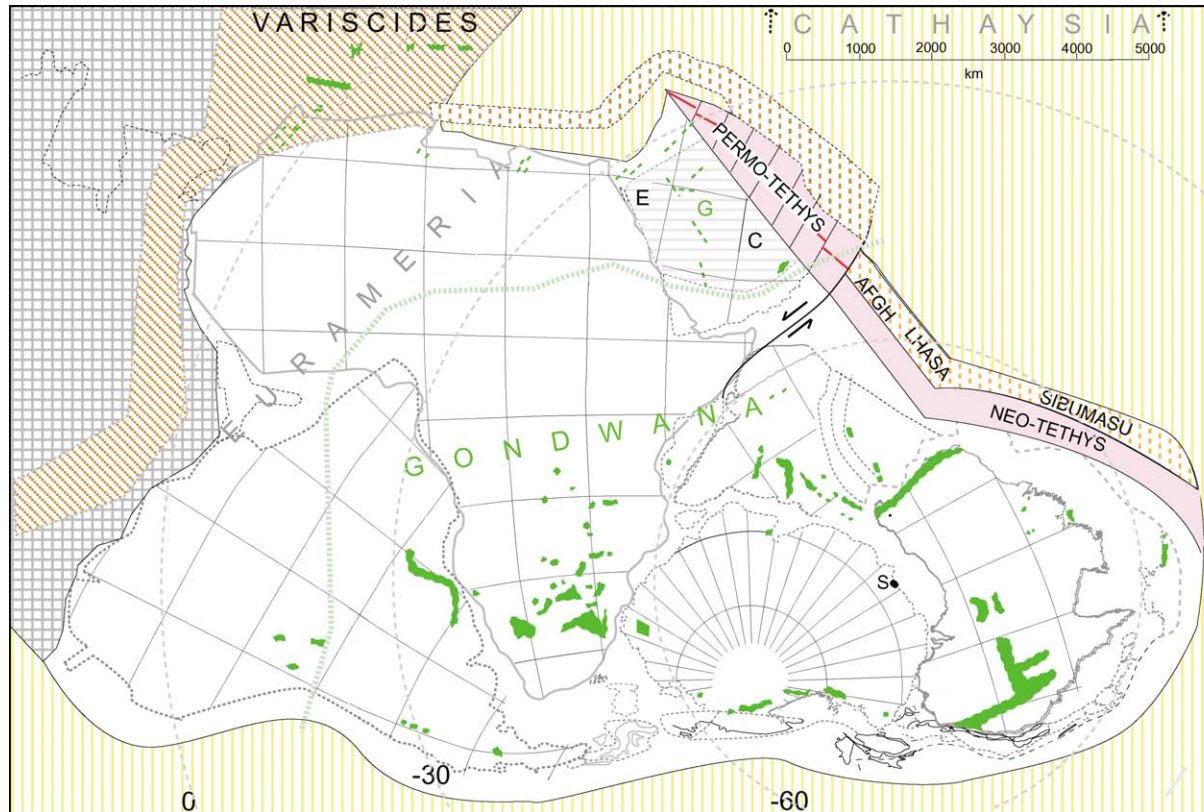 VARISCIDES
CATHAYSIA
0 1000 2000 3000 4000 5000
km
PERMO-TETHYS
EURAMERIA
E
G
C
AFGH LHASA
SIBUMASU
NEO-TETHYS
GONDWANA
S
-30
0
-60